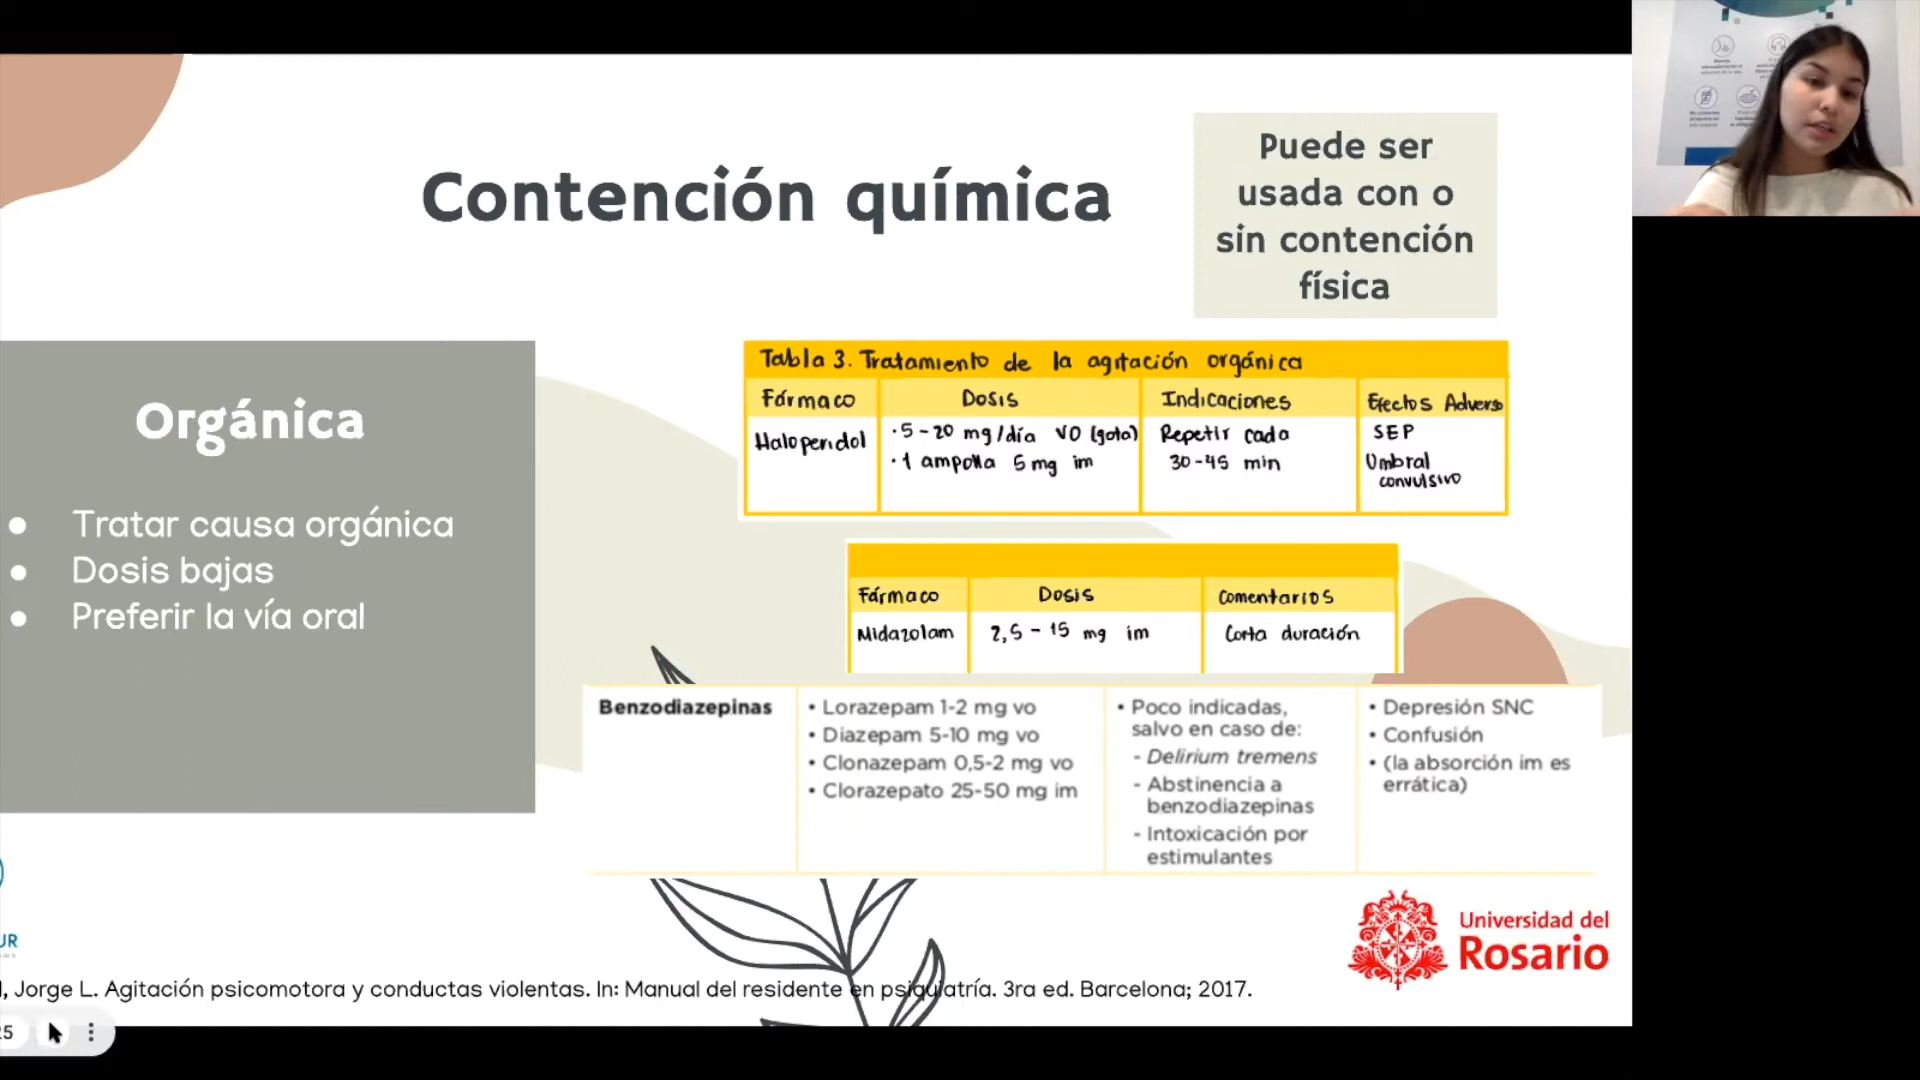 Contención química
Puede ser
usada con o
sin contención
física
Orgánica
● Tratar causa orgánica
● Dosis bajas
● Preferir la vía oral
Tabla 3. Tratamiento de la agitación orgánica
Fármaco Dosis Indicaciones Efectos Adverso
Haloperidol
• 5 - 20 mg/día VO (gota)
• 1 ampolla 5 mg im
Repetir cada
30-45 min
SEP
Umbral
convulsivo
Fármaco Dosis Comentarios
Midazolam 2,5 - 15 mg im Corta duración
Benzodiazepinas
• Lorazepam 1-2 mg vo
• Diazepam 5-10 mg vo
• Clonazepam 0,5-2 mg vo
• Clorazepato 25-50 mg im
• Poco indicadas,
salvo en caso de:
- Delirium tremens
- Abstinencia a
benzodiazepinas
- Intoxicación por
estimulantes
• Depresión SNC
• Confusión
• (la absorción im es
errática)
Universidad del
Rosario
UR
, Jorge L. Agitación psicomotora y conductas violentas. In: Manual del residente en psiquiatría. 3ra ed. Barcelona; 2017.
25